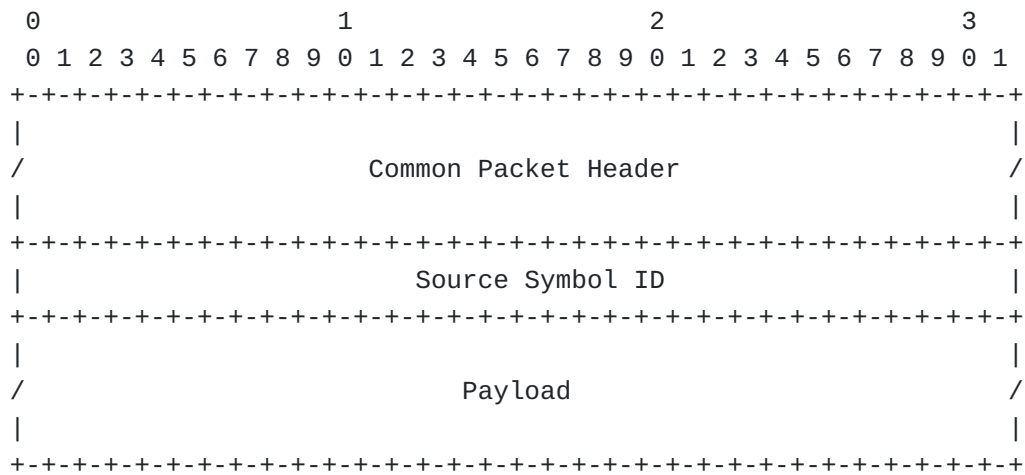 0                   1                   2                   3
 0 1 2 3 4 5 6 7 8 9 0 1 2 3 4 5 6 7 8 9 0 1 2 3 4 5 6 7 8 9 0 1
+-+-+-+-+-+-+-+-+-+-+-+-+-+-+-+-+-+-+-+-+-+-+-+-+-+-+-+-+-+-+-+-+
|                                                               |
/                      Common Packet Header                     /
|                                                               |
+-+-+-+-+-+-+-+-+-+-+-+-+-+-+-+-+-+-+-+-+-+-+-+-+-+-+-+-+-+-+-+-+
|                         Source Symbol ID                      |
+-+-+-+-+-+-+-+-+-+-+-+-+-+-+-+-+-+-+-+-+-+-+-+-+-+-+-+-+-+-+-+-+
|                                                               |
/                            Payload                            /
|                                                               |
+-+-+-+-+-+-+-+-+-+-+-+-+-+-+-+-+-+-+-+-+-+-+-+-+-+-+-+-+-+-+-+-+